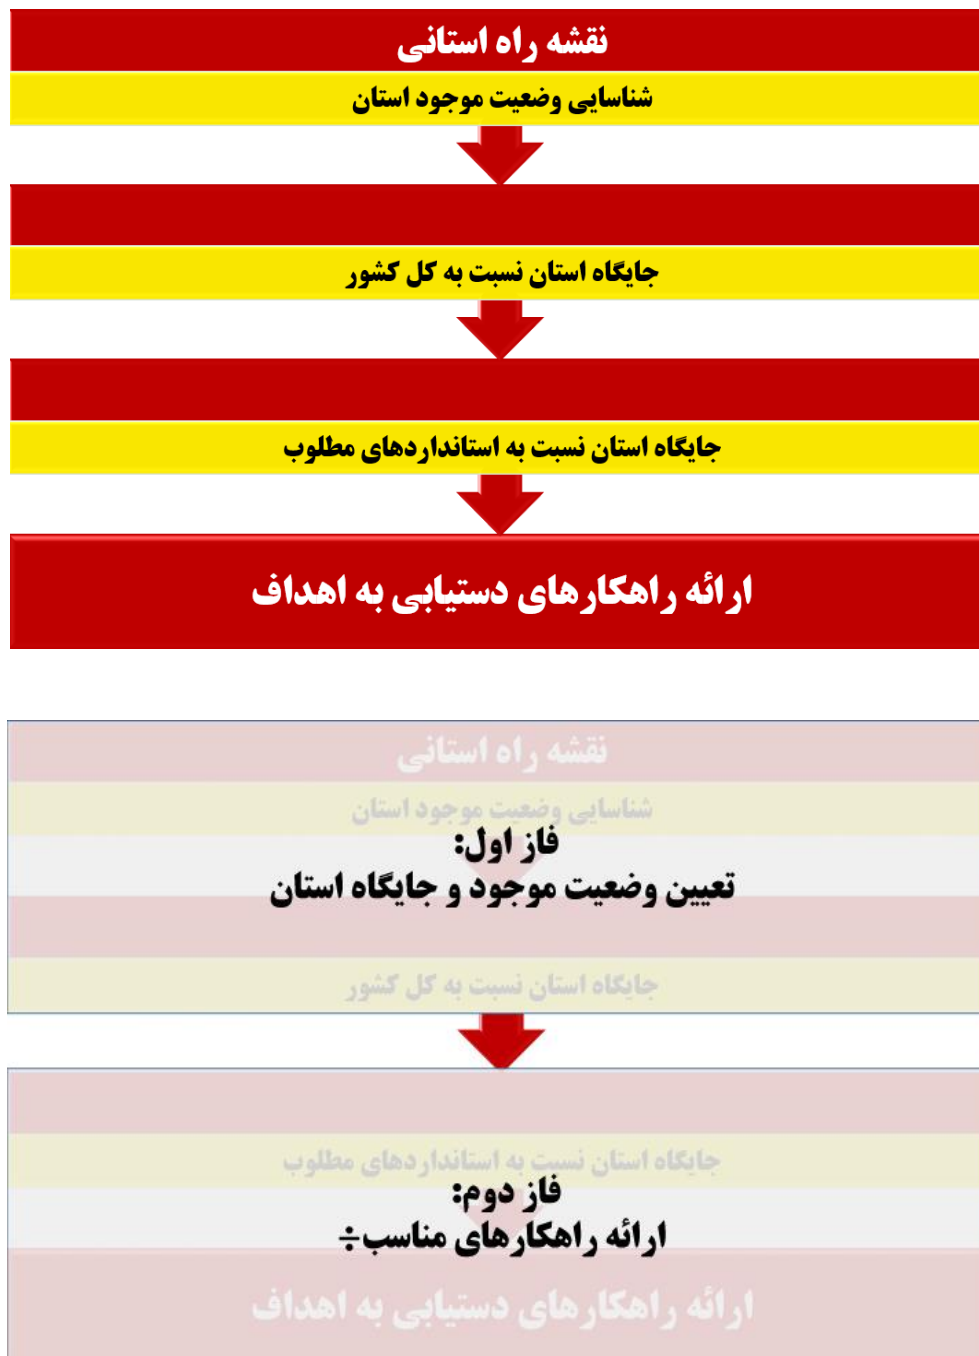 نقشه راه استانی
شناسایی وضعیت موجود استان
جایگاه استان نسبت به کل کشور
جایگاه استان نسبت به استانداردهای مطلوب
ارائه راهکارهای دستیابی به اهداف
نقشه راه استانی
شناسایی وضعیت موجود استان
فاز اول:
تعیین وضعیت موجود و جایگاه استان
جایگاه استان نسبت به کل کشور
جایگاه استان نسبت به استانداردهای مطلوب
فاز دوم:
ارائه راهکارهای مناسب÷
ارائه راهکارهای دستیابی به اهداف